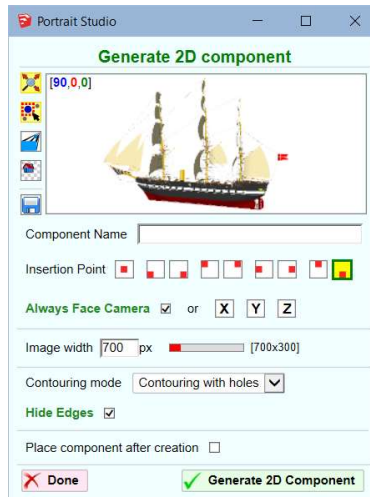 Portrait Studio
Generate 2D component
[90,0,0]
Component Name
Insertion Point
Always Face Camera or X Y Z
Image width 700 px [700x300]
Contouring mode Contouring with holes
Hide Edges
Place component after creation
Done Generate 2D Component